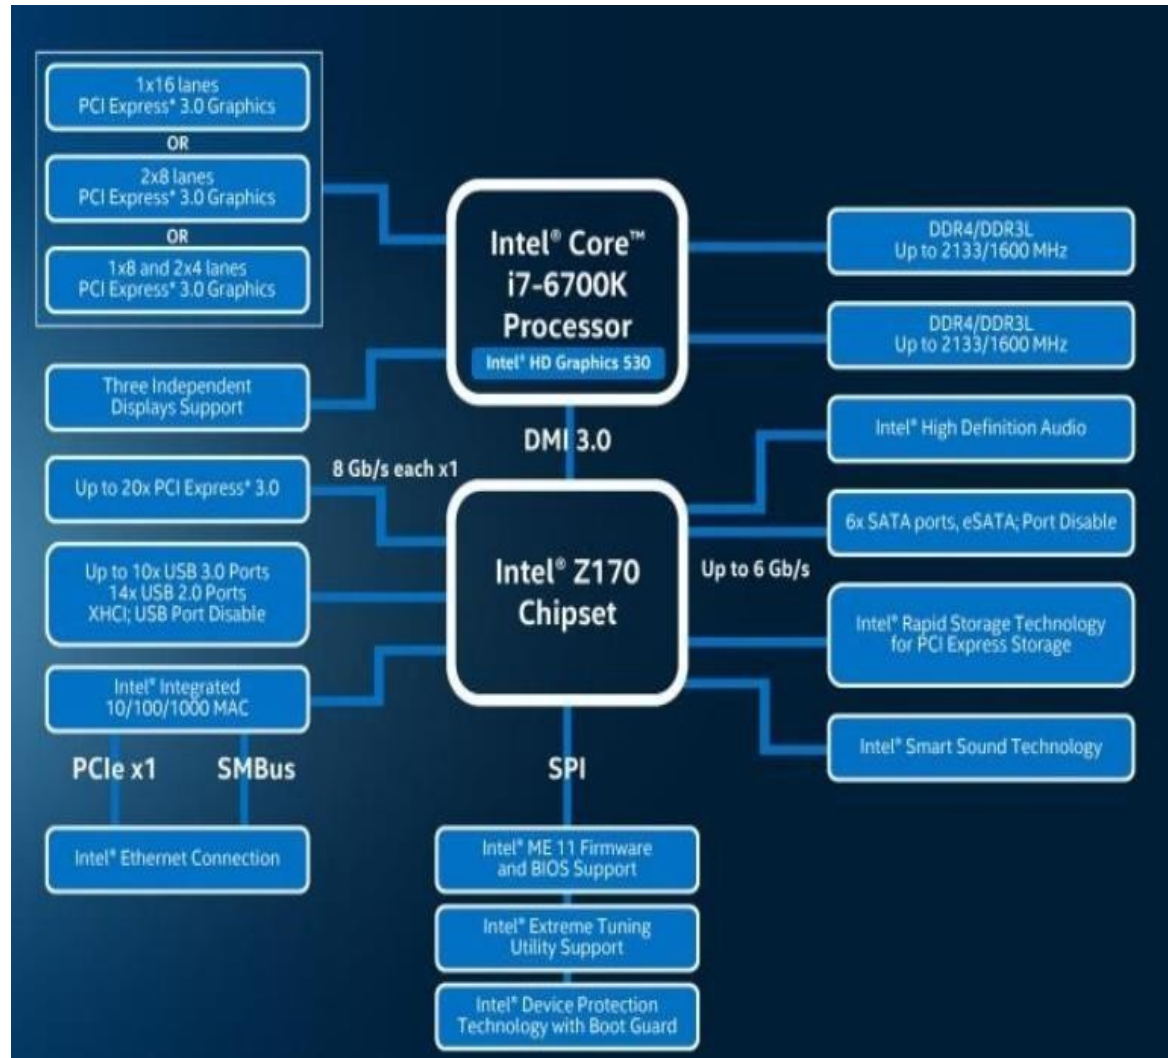 1x16 lanes
PCI Express* 3.0 Graphics
OR
2x8 lanes
PCI Express* 3.0 Graphics
OR
1x8 and 2x4 lanes
PCI Express* 3.0 Graphics
Intel® Core™
i7-6700K
Processor
Intel® HD Graphics 530
DDR4/DDR3L
Up to 2133/1600 MHz
DDR4/DDR3L
Up to 2133/1600 MHz
Three Independent
Displays Support
DMI 3.0
Intel® High Definition Audio
8 Gb/s each x1
Up to 20x PCI Express* 3.0
6x SATA ports, eSATA; Port Disable
Up to 10x USB 3.0 Ports
14x USB 2.0 Ports
XHCI; USB Port Disable
Intel® Z170
Chipset
Up to 6 Gb/s
Intel® Rapid Storage Technology
for PCI Express Storage
Intel® Integrated
10/100/1000 MAC
Intel® Smart Sound Technology
PCIe x1
SMBus
SPI
Intel® Ethernet Connection
Intel® ME 11 Firmware
and BIOS Support
Intel® Extreme Tuning
Utility Support
Intel® Device Protection
Technology with Boot Guard